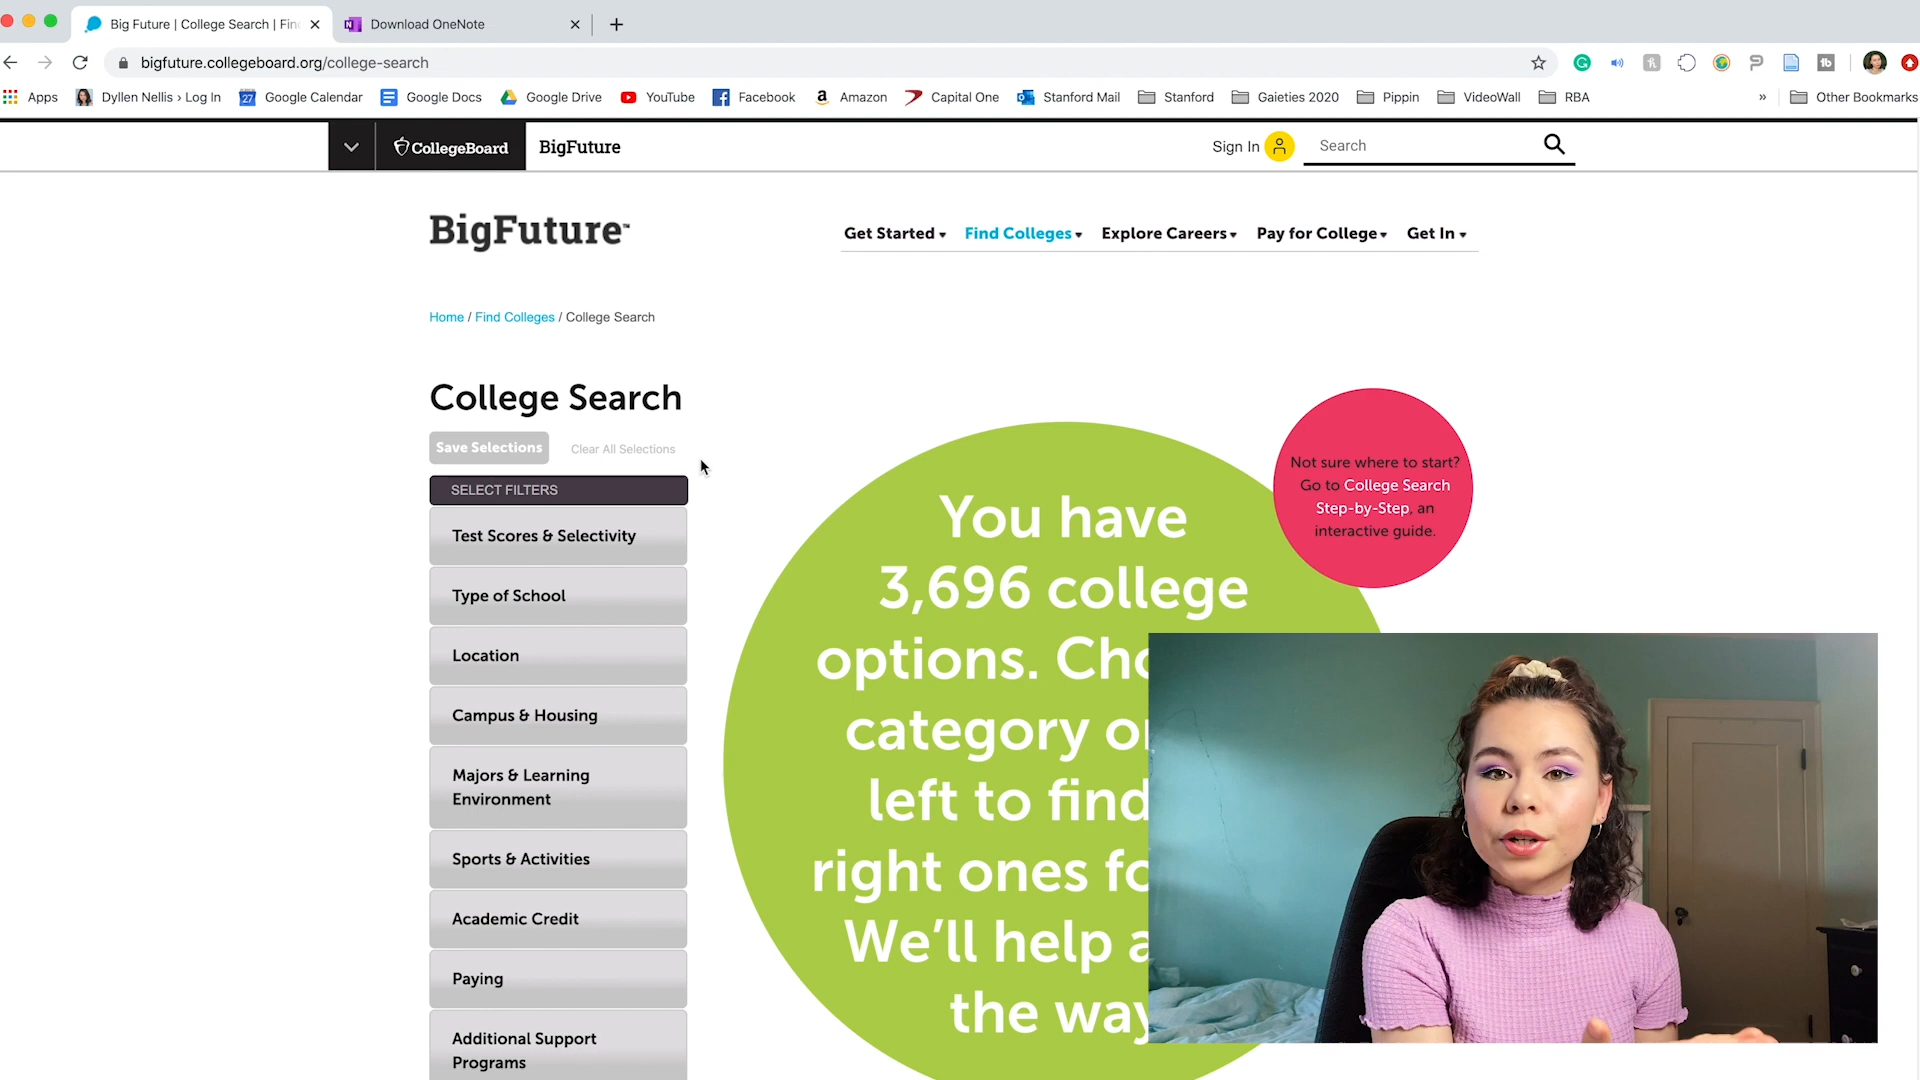 Big Future | College Search | Fin
Download OneNote
bigfuture.collegeboard.org/college-search
Apps
Dyllen Nellis › Log In
27
Google Calendar
Google Docs
Google Drive
YouTube
Facebook
Amazon
Capital One
Stanford Mail
Stanford
Gaieties 2020
Pippin
VideoWall
RBA
»
Other Bookmarks
CollegeBoard
BigFuture
Sign In
Search
BigFuture™
Get Started
Find Colleges
Explore Careers
Pay for College
Get In
Home / Find Colleges / College Search
College Search
Save Selections
Clear All Selections
SELECT FILTERS
Test Scores & Selectivity
Type of School
Location
Campus & Housing
Majors & Learning
Environment
Sports & Activities
Academic Credit
Paying
Additional Support
Programs
Not sure where to start?
Go to College Search
Step-by-Step, an
interactive guide.
You have
3,696 college
options. Cho
category o
left to find
right ones fo
We'll help a
the way